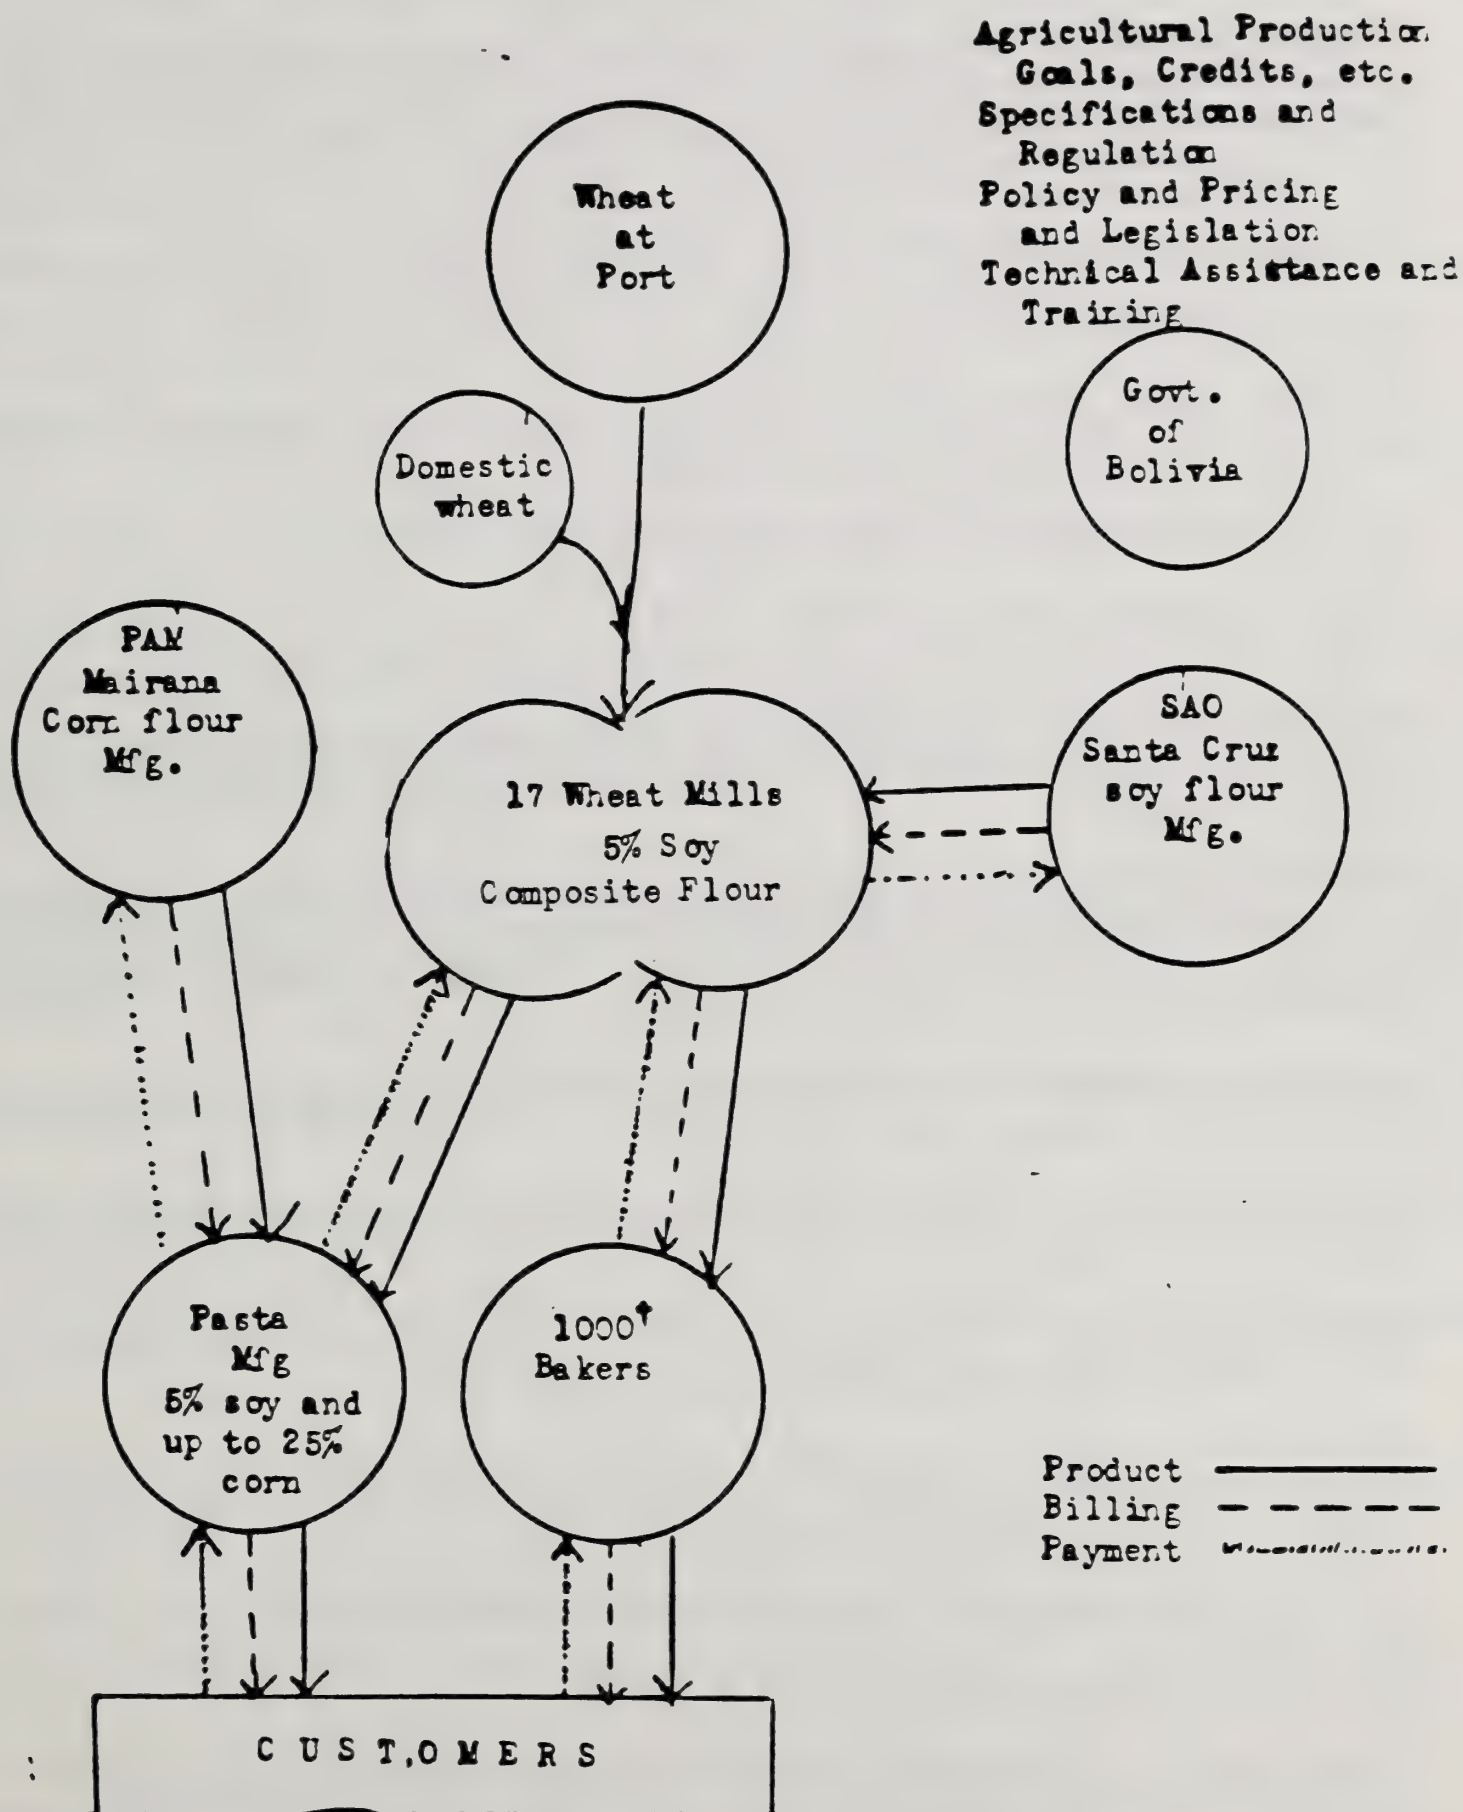 Agricultural Production
Goals, Credits, etc.
Specifications and
Regulation
Policy and Pricing
and Legislation
Technical Assistance and
Training
Wheat
at
Port
Govt.
of
Bolivia
Domestic
wheat
PAM
Mairana
Corn flour
Mfg.
17 Wheat Mills
5% Soy
Composite Flour
SAO
Santa Cruz
soy flour
Mfg.
Pasta
Mfg
5% soy and
up to 25%
corn
1000+
Bakers
Product
Billing
Payment
CUSTOMERS